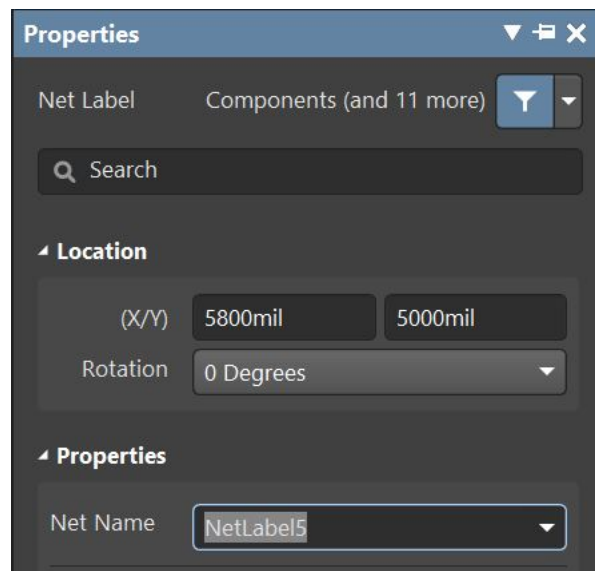 Properties
Net Label Components (and 11 more)
Search
Location
(X/Y) 5800mil 5000mil
Rotation 0 Degrees
Properties
Net Name NetLabel5